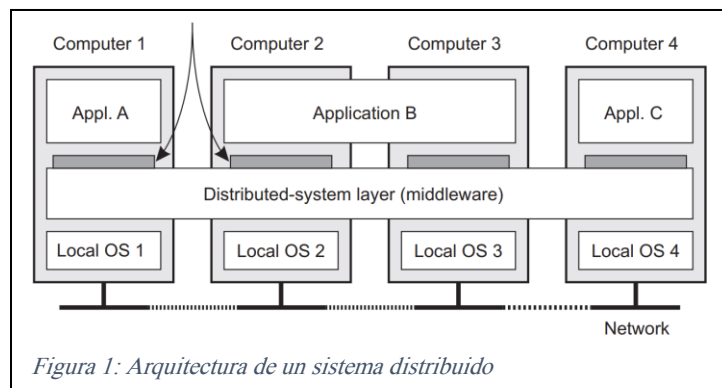 Computer 1 Computer 2 Computer 3 Computer 4
Appl. A Application B Appl. C
Distributed-system layer (middleware)
Local OS 1 Local OS 2 Local OS 3 Local OS 4
Network
Figura 1: Arquitectura de un sistema distribuido